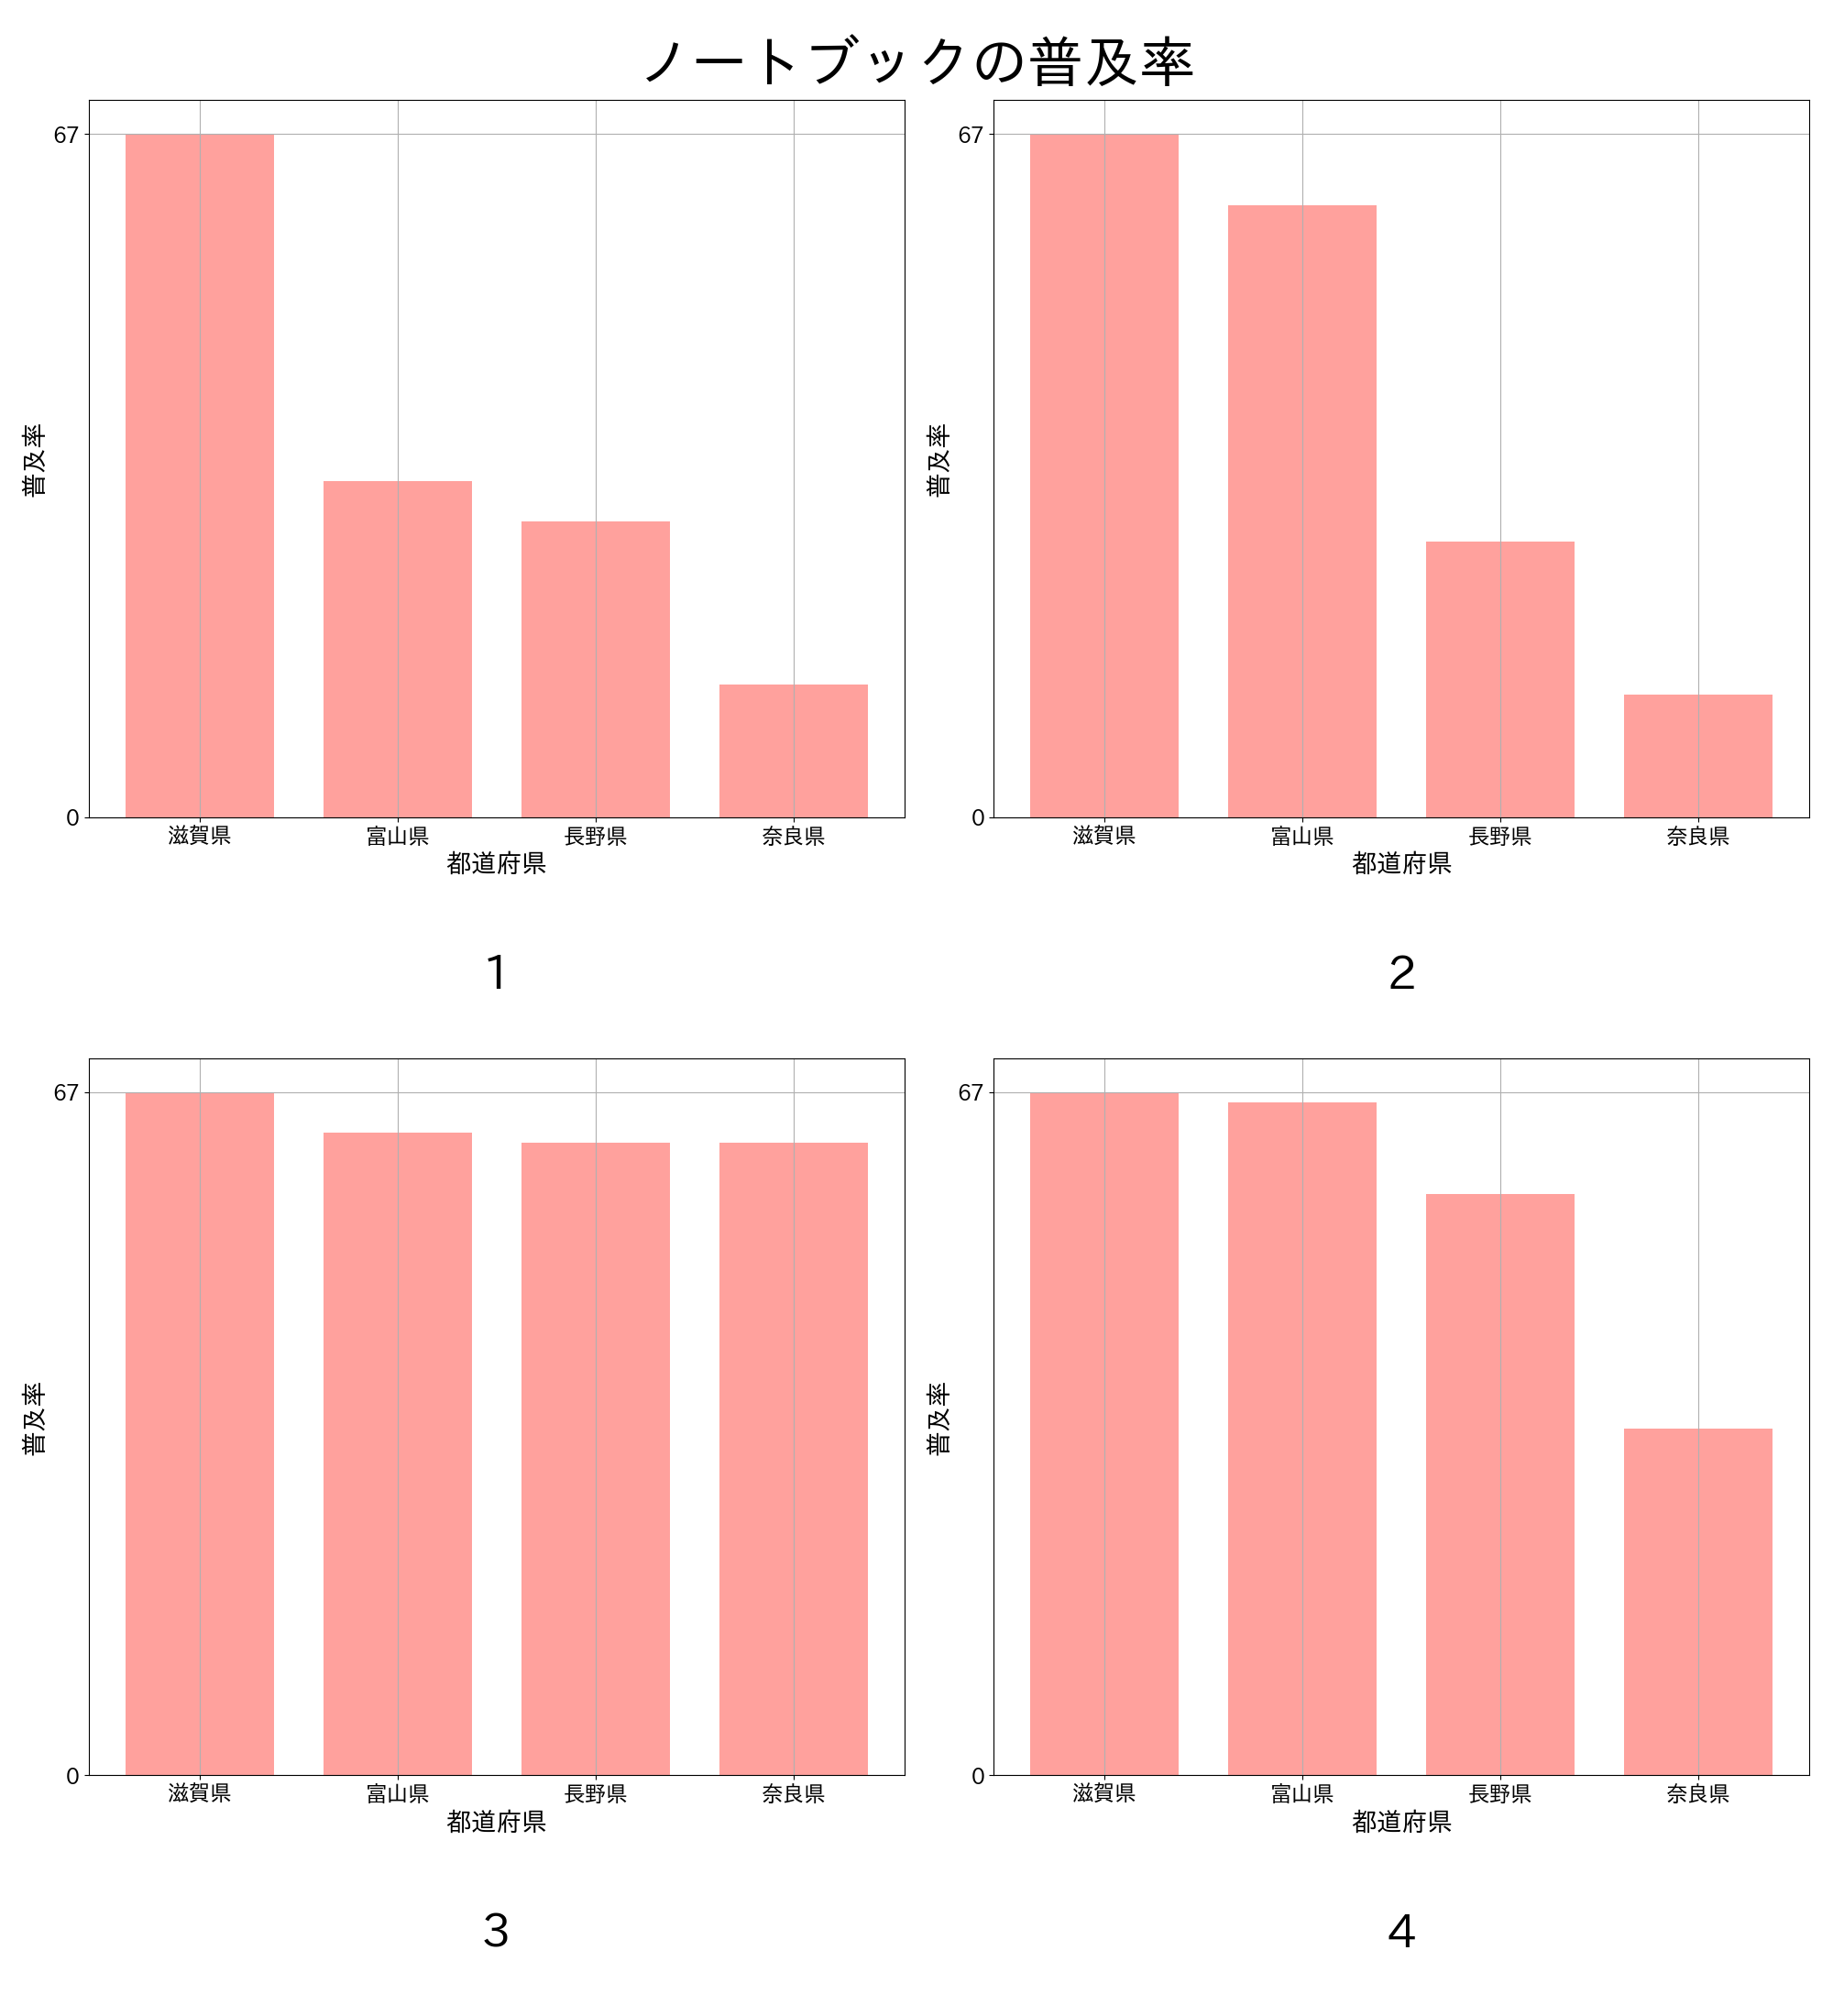 ノートブックの普及率
67
0
普及率
滋賀県 富山県 長野県 奈良県
都道府県
1
67
0
普及率
滋賀県 富山県 長野県 奈良県
都道府県
2
67
0
普及率
滋賀県 富山県 長野県 奈良県
都道府県
3
67
0
普及率
滋賀県 富山県 長野県 奈良県
都道府県
4